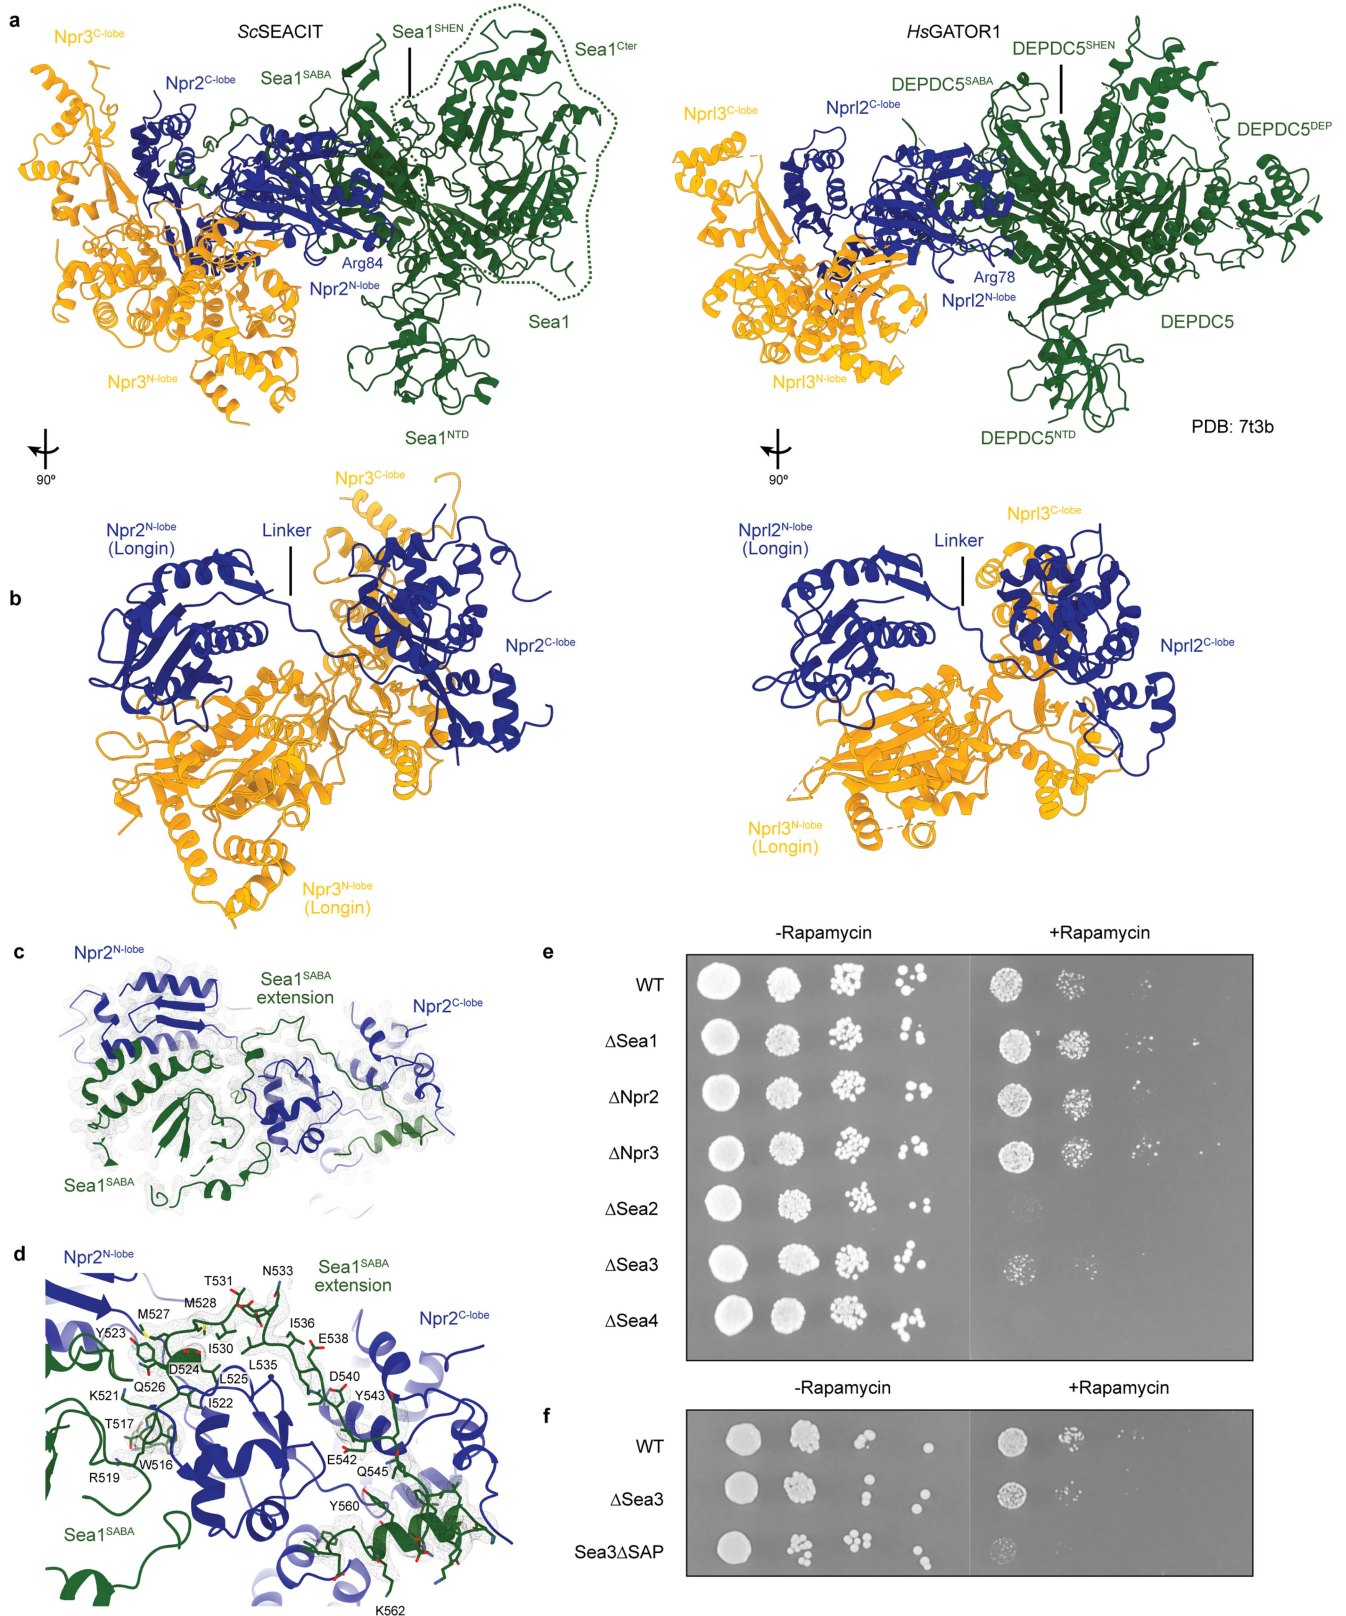 a
ScSEACIT
HsGATOR1
Npr3C-lobe
Npr2C-lobe
Sea1SABA
Sea1SHEN
Sea1Cter
Arg84
Npr2N-lobe
Sea1
Npr3N-lobe
Sea1NTD
DEPDC5SHEN
DEPDC5SABA
Nprl2C-lobe
Nprl3C-lobe
DEPDC5DEP
Arg78
Nprl2N-lobe
DEPDC5
Nprl3N-lobe
DEPDC5NTD
PDB: 7t3b
90º
90º
b
Npr3C-lobe
Npr2N-lobe
(Longin)
Linker
Npr2C-lobe
Npr3N-lobe
(Longin)
Nprl3C-lobe
Nprl2N-lobe
(Longin)
Linker
Nprl2C-lobe
Nprl3N-lobe
(Longin)
c
Npr2N-lobe
Sea1SABA
extension
Npr2C-lobe
Sea1SABA
d
Npr2N-lobe
Sea1SABA
extension
Npr2C-lobe
T531
N533
M528
M527
Y523
I536
E538
I530
D524
L535
D540
Q526
L525
Y543
K521
I522
T517
E542
R519
W516
Q545
Y560
Sea1SABA
K562
e
-Rapamycin
+Rapamycin
WT
ΔSea1
ΔNpr2
ΔNpr3
ΔSea2
ΔSea3
ΔSea4
f
-Rapamycin
+Rapamycin
WT
ΔSea3
Sea3ΔSAP